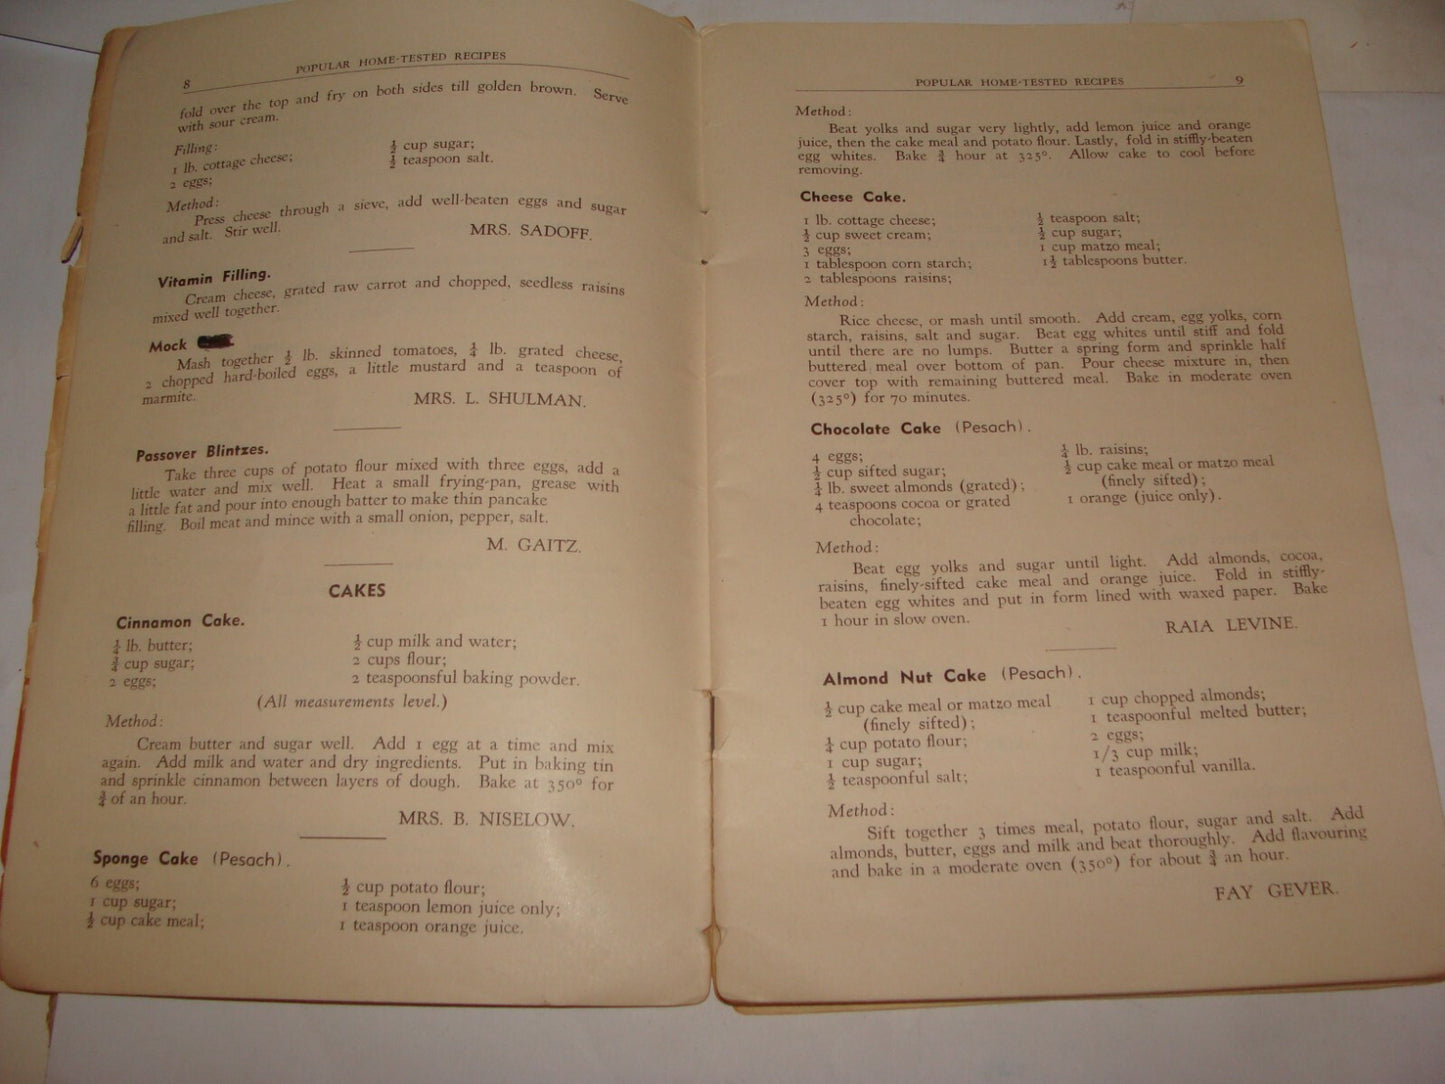 8
POPULAR HOME-TESTED RECIPES
fold over the top and fry on both sides till golden brown. Serve
with sour cream.
Filling:
1 lb. cottage cheese;
2 eggs;
½ cup sugar;
½ teaspoon salt.
Method:
Press cheese through a sieve, add well-beaten eggs and sugar
and salt. Stir well.
MRS. SADOFF.
Vitamin Filling.
Cream cheese, grated raw carrot and chopped, seedless raisins
mixed well together.
Mock
Mash together ½ lb. skinned tomatoes, ¼ lb. grated cheese,
2 chopped hard-boiled eggs, a little mustard and a teaspoon of
marmite.
MRS. L. SHULMAN.
Passover Blintzes.
Take three cups of potato flour mixed with three eggs, add a
little water and mix well. Heat a small frying-pan, grease with
a little fat and pour into enough batter to make thin pancake
filling. Boil meat and mince with a small onion, pepper, salt.
M. GAITZ.
CAKES
Cinnamon Cake.
¼ lb. butter;
¾ cup sugar;
2 eggs;
½ cup milk and water;
2 cups flour;
2 teaspoonsful baking powder.
(All measurements level.)
Method:
Cream butter and sugar well. Add 1 egg at a time and mix
again. Add milk and water and dry ingredients. Put in baking tin
and sprinkle cinnamon between layers of dough. Bake at 350° for
¾ of an hour.
MRS. B. NISELOW.
Sponge Cake (Pesach).
6 eggs;
1 cup sugar;
½ cup cake meal;
½ cup potato flour;
1 teaspoon lemon juice only;
1 teaspoon orange juice.
POPULAR HOME-TESTED RECIPES
9
Method:
Beat yolks and sugar very lightly, add lemon juice and orange
juice, then the cake meal and potato flour. Lastly, fold in stiffly-beaten
egg whites. Bake ¾ hour at 325°. Allow cake to cool before
removing.
Cheese Cake.
1 lb. cottage cheese;
½ cup sweet cream;
3 eggs;
1 tablespoon corn starch;
2 tablespoons raisins;
½ teaspoon salt;
½ cup sugar;
1 cup matzo meal;
1½ tablespoons butter.
Method:
Rice cheese, or mash until smooth. Add cream, egg yolks, corn
starch, raisins, salt and sugar. Beat egg whites until stiff and fold
until there are no lumps. Butter a spring form and sprinkle half
buttered meal over bottom of pan. Pour cheese mixture in, then
cover top with remaining buttered meal. Bake in moderate oven
(325°) for 70 minutes.
Chocolate Cake (Pesach).
4 eggs;
½ cup sifted sugar;
¼ lb. sweet almonds (grated);
4 teaspoons cocoa or grated
chocolate;
¼ lb. raisins;
½ cup cake meal or matzo meal
(finely sifted);
1 orange (juice only).
Method:
Beat egg yolks and sugar until light. Add almonds, cocoa,
raisins, finely-sifted cake meal and orange juice. Fold in stiffly-
beaten egg whites and put in form lined with waxed paper. Bake
1 hour in slow oven.
RAIA LEVINE.
Almond Nut Cake (Pesach).
½ cup cake meal or matzo meal
(finely sifted);
¼ cup potato flour;
1 cup sugar;
½ teaspoonful salt;
1 cup chopped almonds;
1 teaspoonful melted butter;
2 eggs;
1/3 cup milk;
1 teaspoonful vanilla.
Method:
Sift together 3 times meal, potato flour, sugar and salt. Add
almonds, butter, eggs and milk and beat thoroughly. Add flavouring
and bake in a moderate oven (350°) for about ¾ an hour.
FAY GEVER.